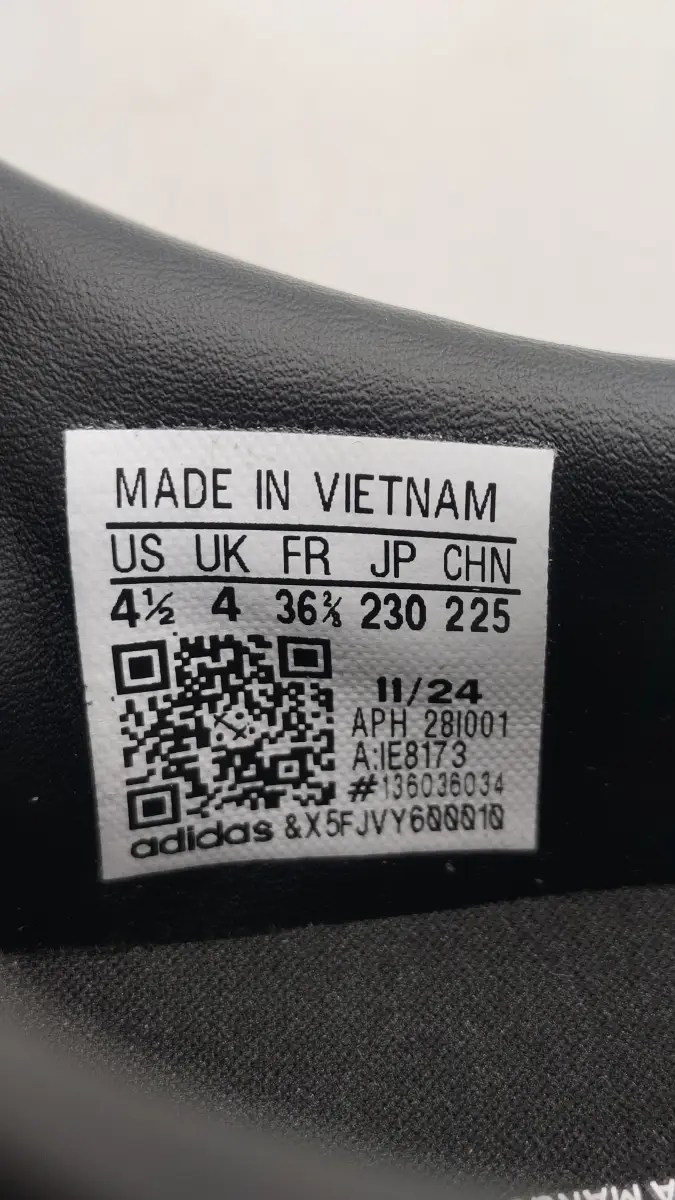 MADE IN VIETNAM
US UK FR JP CHN
4½ 4 36⅔ 230 225
11/24
APH 28I001
A:IE8173
#136036034
adidas &X5FJVY600010